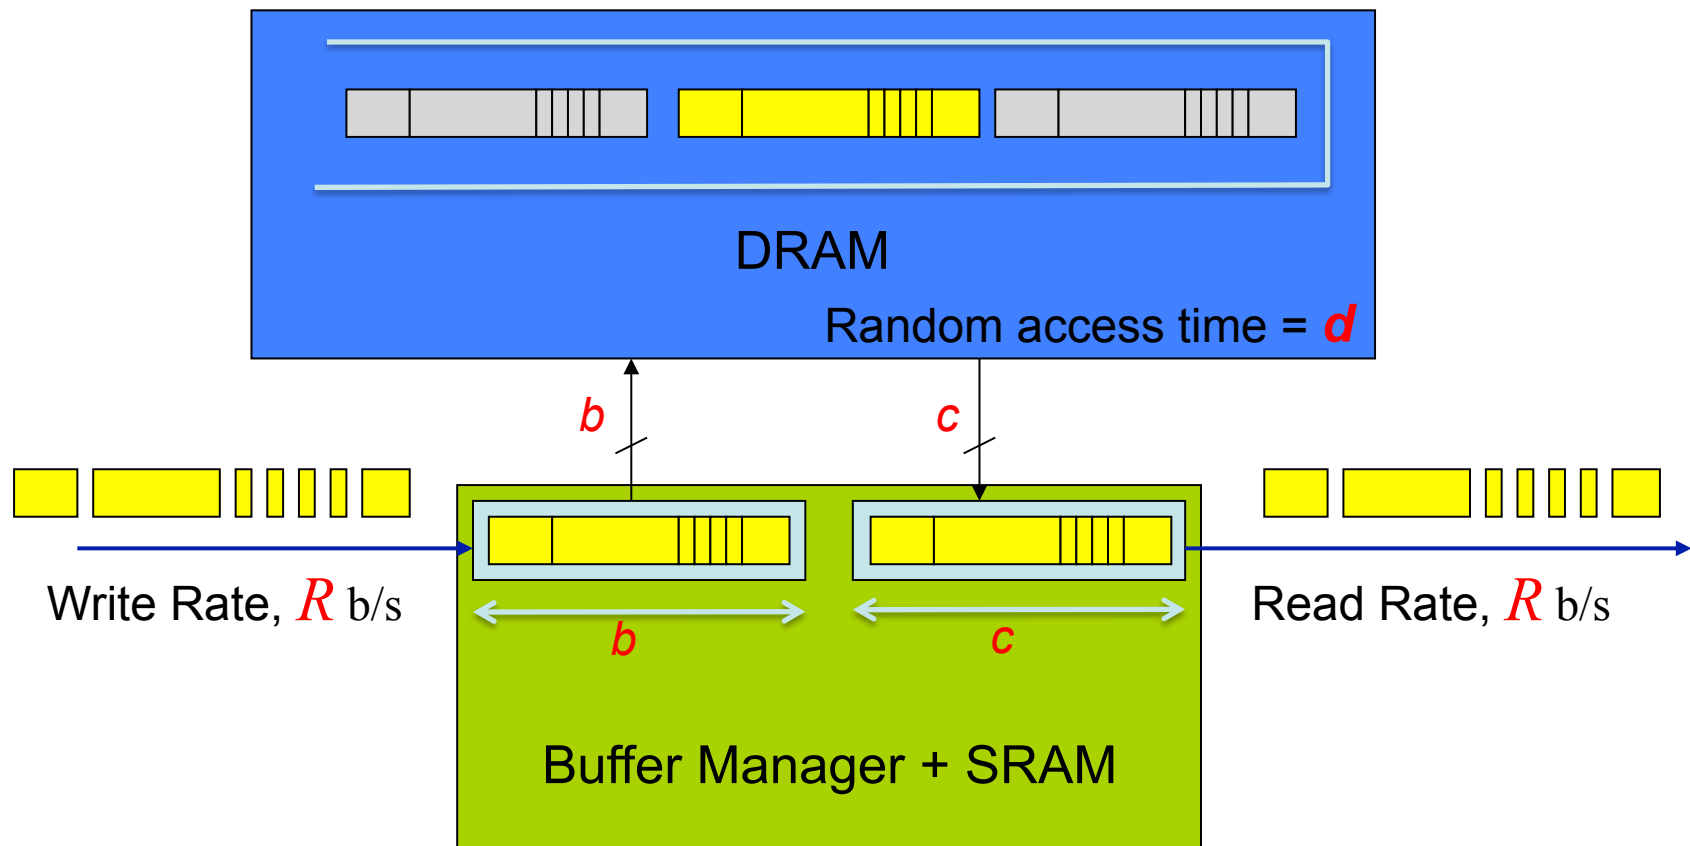 DRAM
Random access time = d
b
c
Write Rate, R b/s
Read Rate, R b/s
b
c
Buffer Manager + SRAM